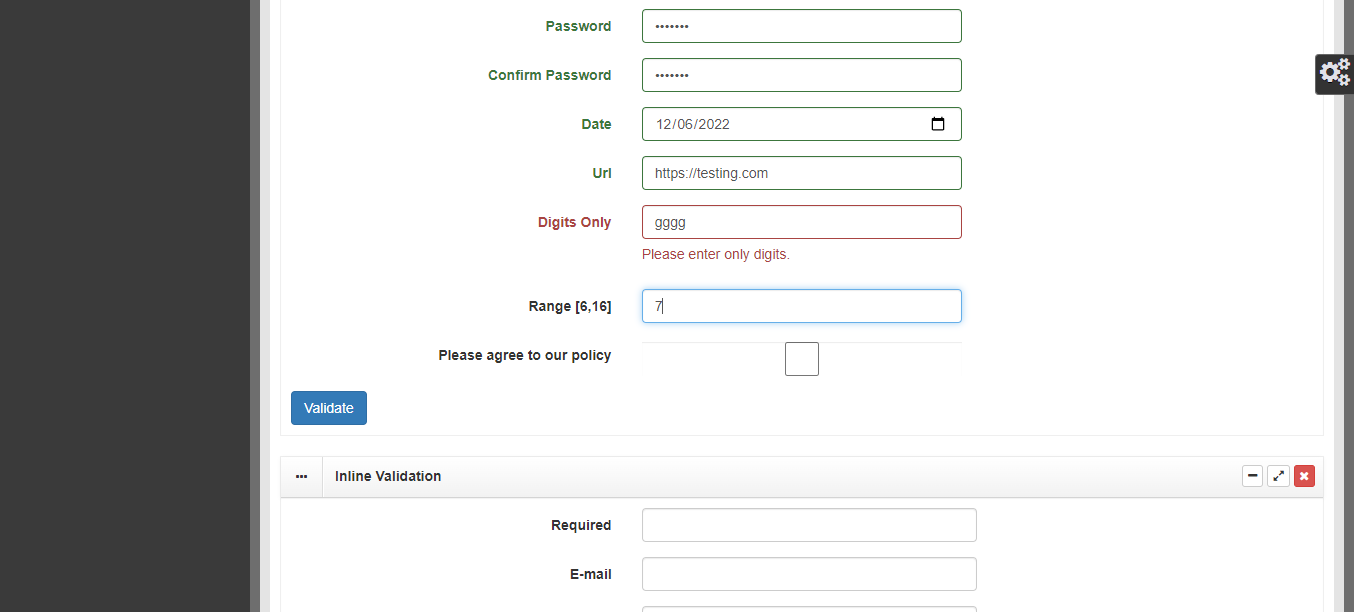 Password •••••••
Confirm Password •••••••
Date 12/06/2022
Url https://testing.com
Digits Only gggg
Please enter only digits.
Range [6,16] 7
Please agree to our policy
Validate
Inline Validation
Required
E-mail